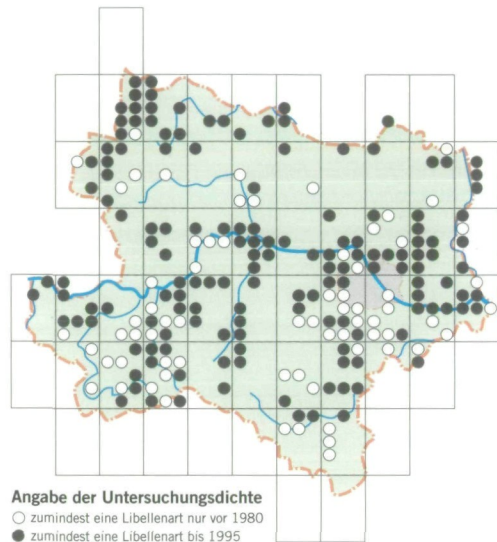 Angabe der Untersuchungsdichte
zumindest eine Libellenart nur vor 1980
zumindest eine Libellenart bis 1995